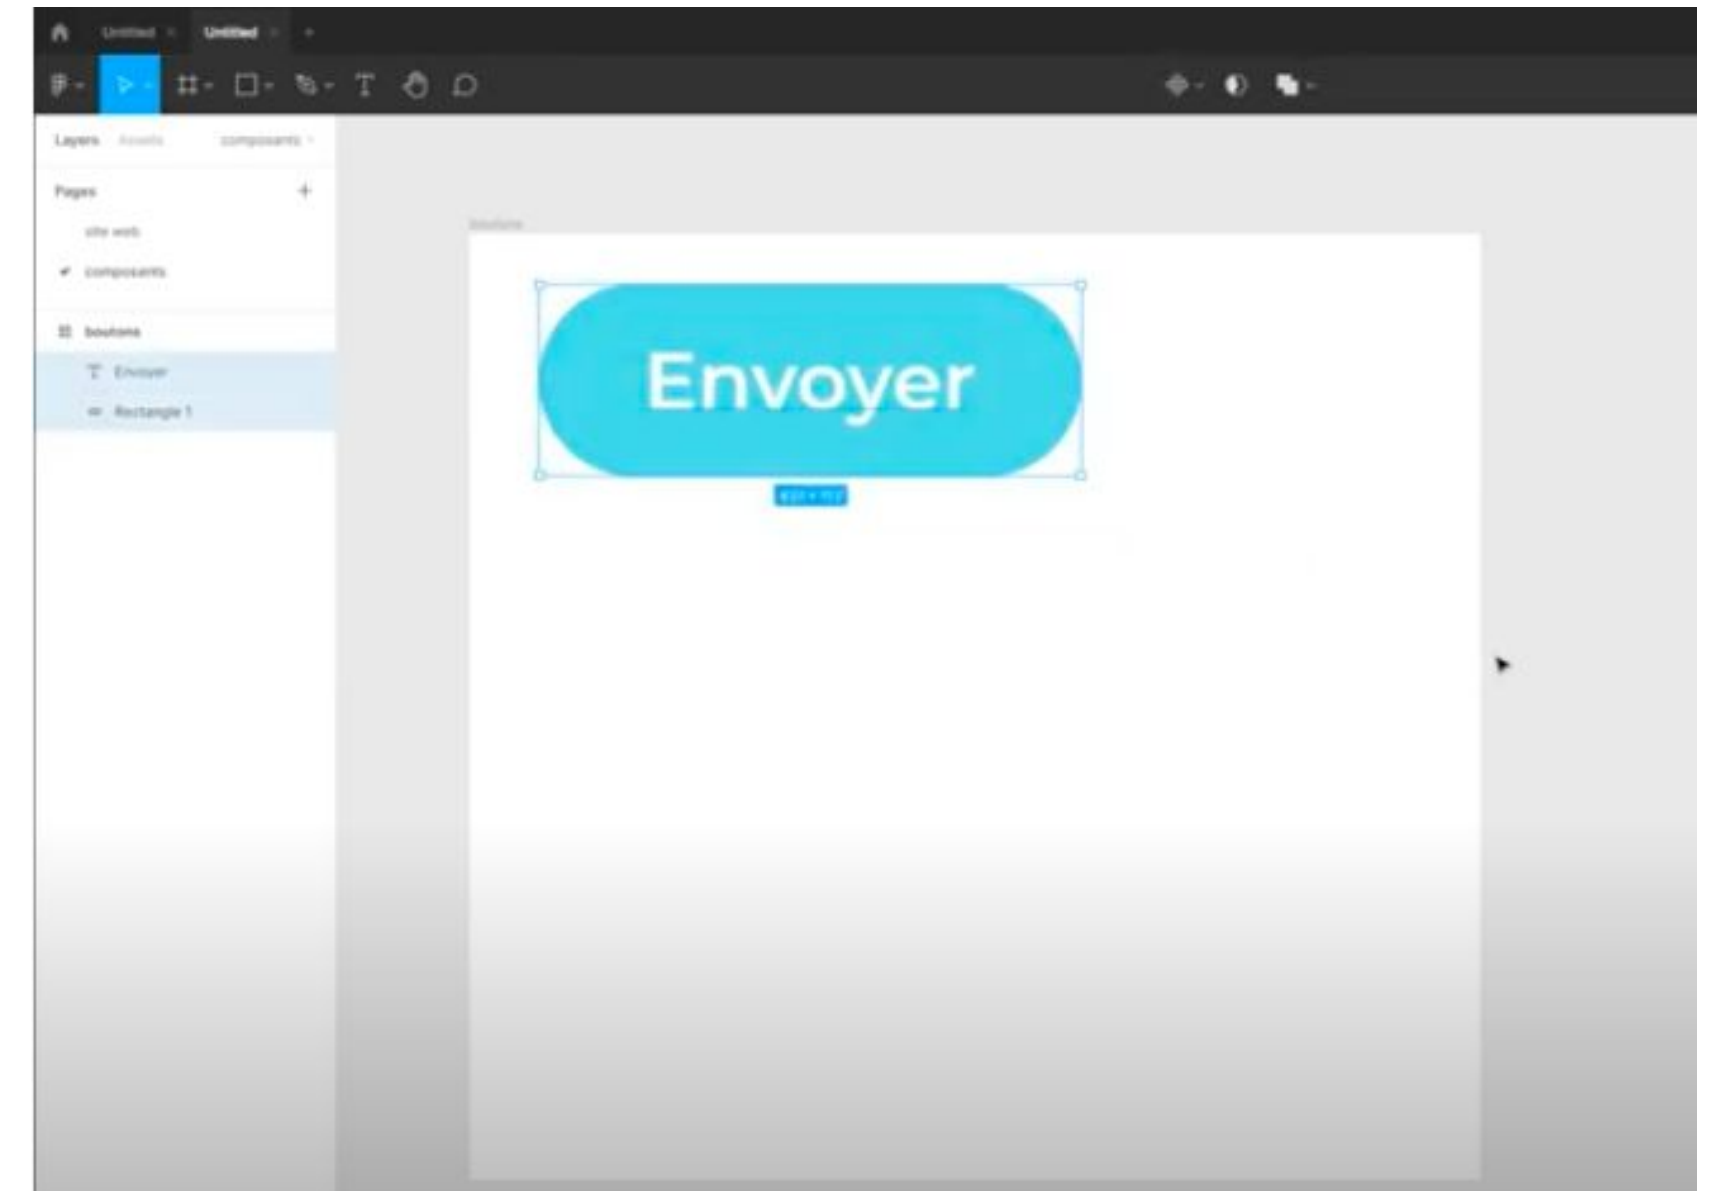 Untitled
Untitled
Layers Assets composants
Pages
site web
composants
boutons
Envoyer
Rectangle 1
boutons
Envoyer